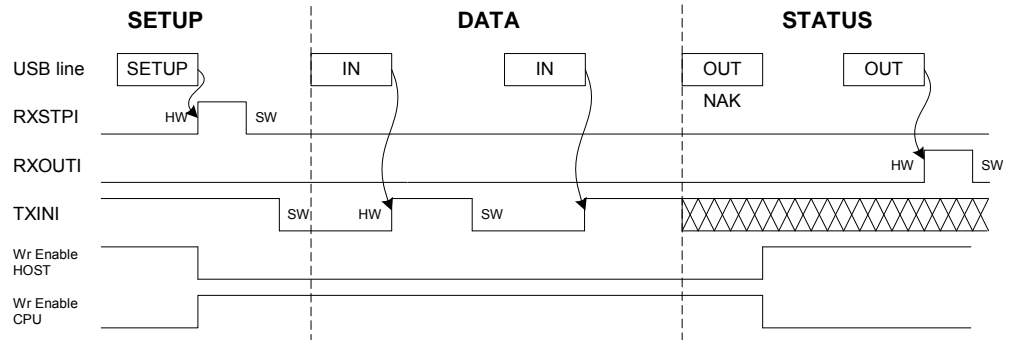 SETUP DATA STATUS
USB line SETUP IN IN OUT OUT
NAK
RXSTPI HW SW
RXOUTI HW SW
TXINI SW HW SW
Wr Enable
HOST
Wr Enable
CPU